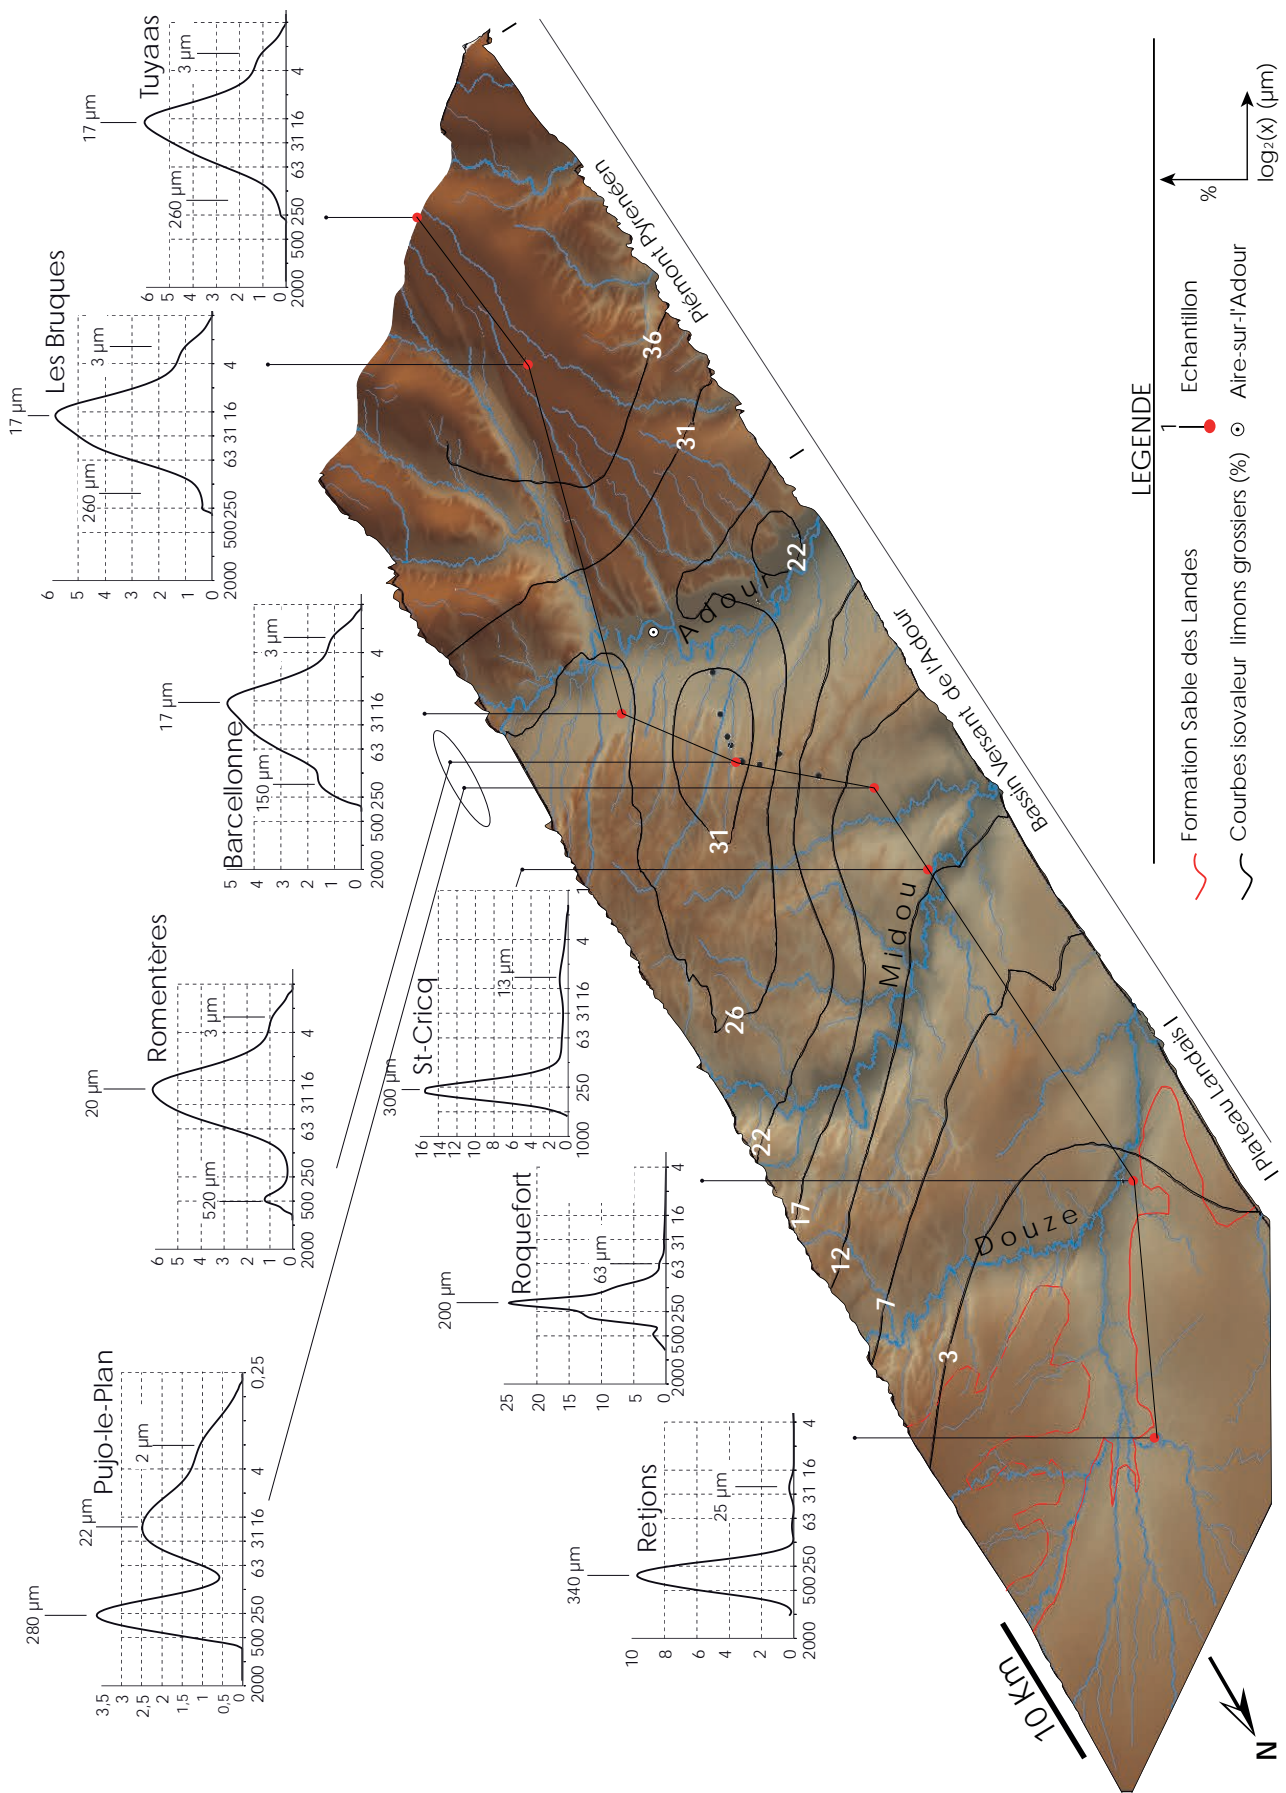 Pujo-le-Plan
280 µm
22µm
2 µm
3,5
3
2,5
2
1,5
1
0,5
0
2000
500
250
63
31
16
4
0,25
Romentères
520µm
20 µm
3 µm
6
5
4
3
2
1
0
2000
500
250
63
31
16
4
Barcellonne
150µm
17 µm
3 µm
5
4
3
2
1
0
2000
500
250
63
31
16
4
Les Bruques
260 µm
17 µm
3 µm
6
5
4
3
2
1
0
2000
500
250
63
31
16
4
Tuyaas
260 µm
17 µm
3 µm
6
5
4
3
2
1
0
2000
500
250
63
31
16
4
Retjons
340 µm
25 µm
10
8
6
4
2
0
2000
500
250
63
31
16
4
Roquefort
200 µm
63 µm
25
20
15
10
5
0
2000
500
250
63
31
16
4
St-Cricq
300µm
13 µm
16
14
12
10
8
6
4
2
0
1000
250
63
31
16
4
3
7
12
17
22
26
31
22
31
36
Douze
Midou
Adour
10 Km
N
I Plateau Landais I
Bassin Versant de l'Adour
I
Piémont Pyrenéen
I
LEGENDE
Formation Sable des Landes
1
Echantillon
Courbes isovaleur limons grossiers (%)
Aire-sur-l'Adour
%
log₂(x) (µm)